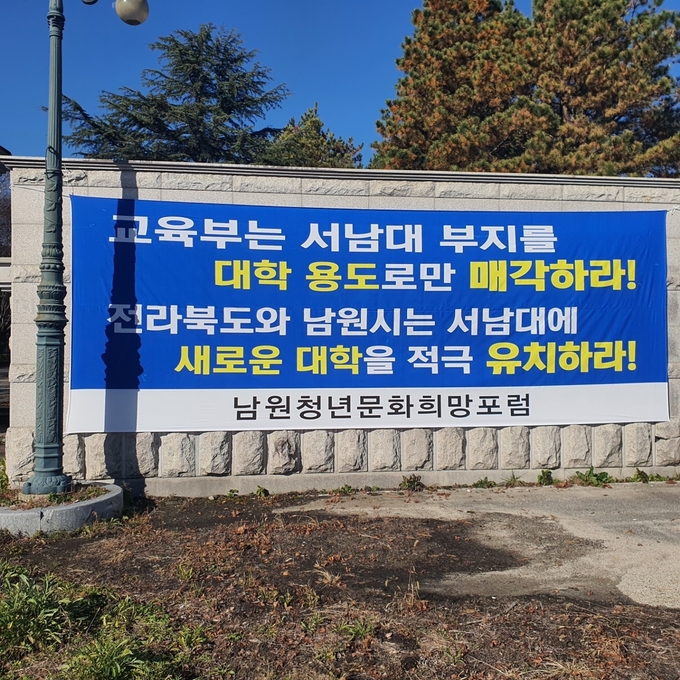 교육부는 서남대 부지를
대학 용도로만 매각하라!
전라북도와 남원시는 서남대에
새로운 대학을 적극 유치하라!
남원청년문화희망포럼